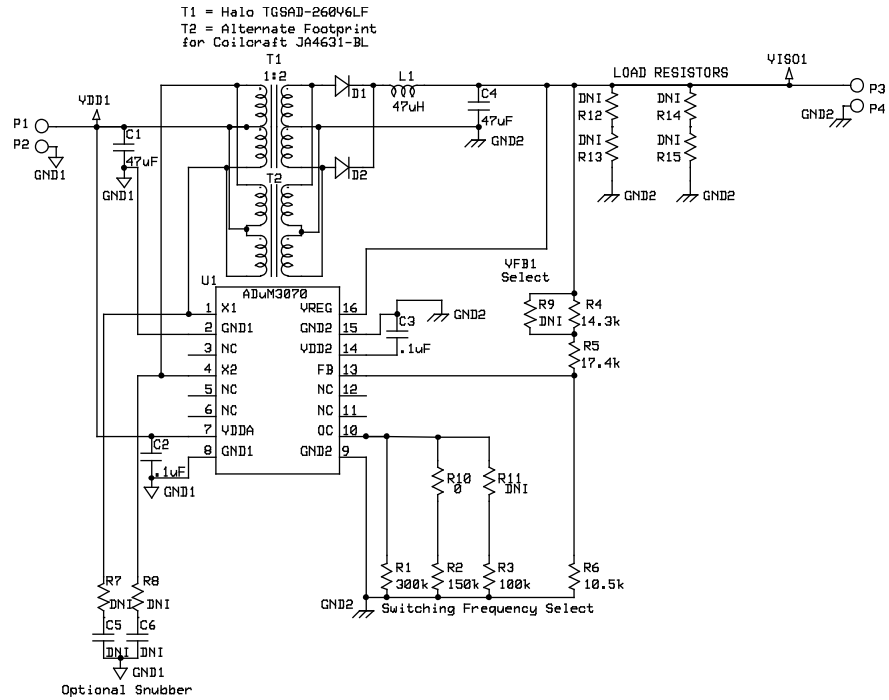 T1 = Halo TGSAD-260V6LF
T2 = Alternate Footprint
for Coilcraft JA4631-BL
T1
1:2
D1
L1
47uH
C4
47uF
GND2
D2
T2
VDD1
P1
P2
GND1
C1
47uF
GND1
LOAD RESISTORS
VISO1
P3
P4
GND2
DNI
R12
DNI
R13
GND2
DNI
R14
DNI
R15
GND2
VFB1
Select
R9
DNI
R4
14.3k
R5
17.4k
U1
ADuM3070
1 X1
2 GND1
3 NC
4 X2
5 NC
6 NC
7 VDDA
8 GND1
VREG 16
GND2 15
VDD2 14
FB 13
NC 12
NC 11
OC 10
GND2 9
C3
.1uF
GND2
C2
.1uF
GND1
R10
0
R11
DNI
R1
300k
R2
150k
R3
100k
R6
10.5k
GND2
Switching Frequency Select
R7
DNI
R8
DNI
C5
DNI
C6
DNI
GND1
Optional Snubber